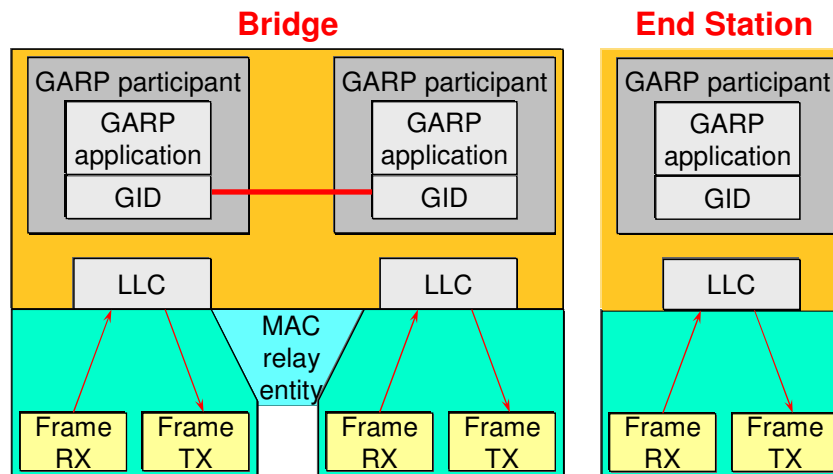 Bridge
End Station
GARP participant
GARP participant
GARP participant
GARP
application
GARP
application
GARP
application
GID
GID
GID
LLC
LLC
LLC
MAC
relay
entity
Frame
RX
Frame
TX
Frame
RX
Frame
TX
Frame
RX
Frame
TX